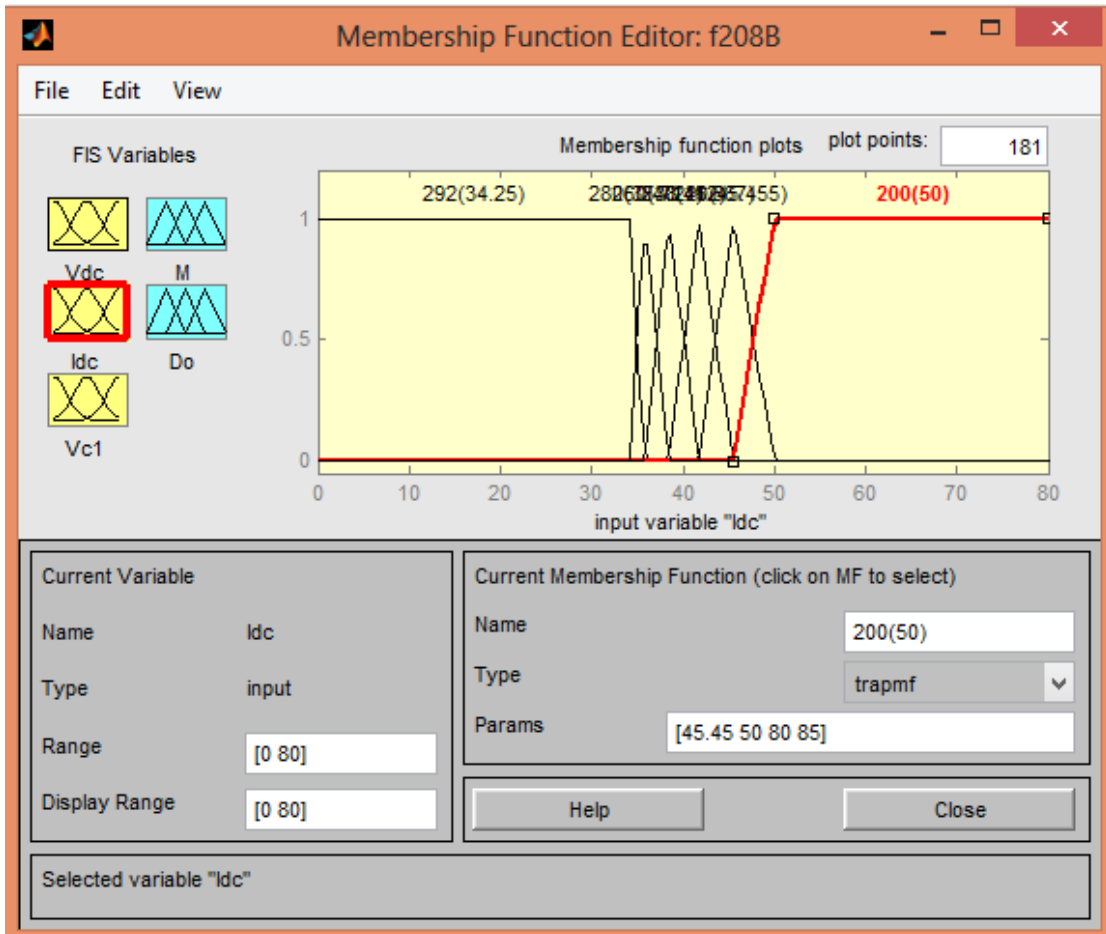 Membership Function Editor: f208B
File Edit View
FIS Variables
Membership function plots plot points: 181
292(34.25) 200(50)
Vdc M
Idc Do
Vc1
1
0.5
0
0 10 20 30 40 50 60 70 80
input variable "Idc"
Current Variable
Name Idc
Type input
Range [0 80]
Display Range [0 80]
Current Membership Function (click on MF to select)
Name 200(50)
Type trapmf
Params [45.45 50 80 85]
Help Close
Selected variable "Idc"